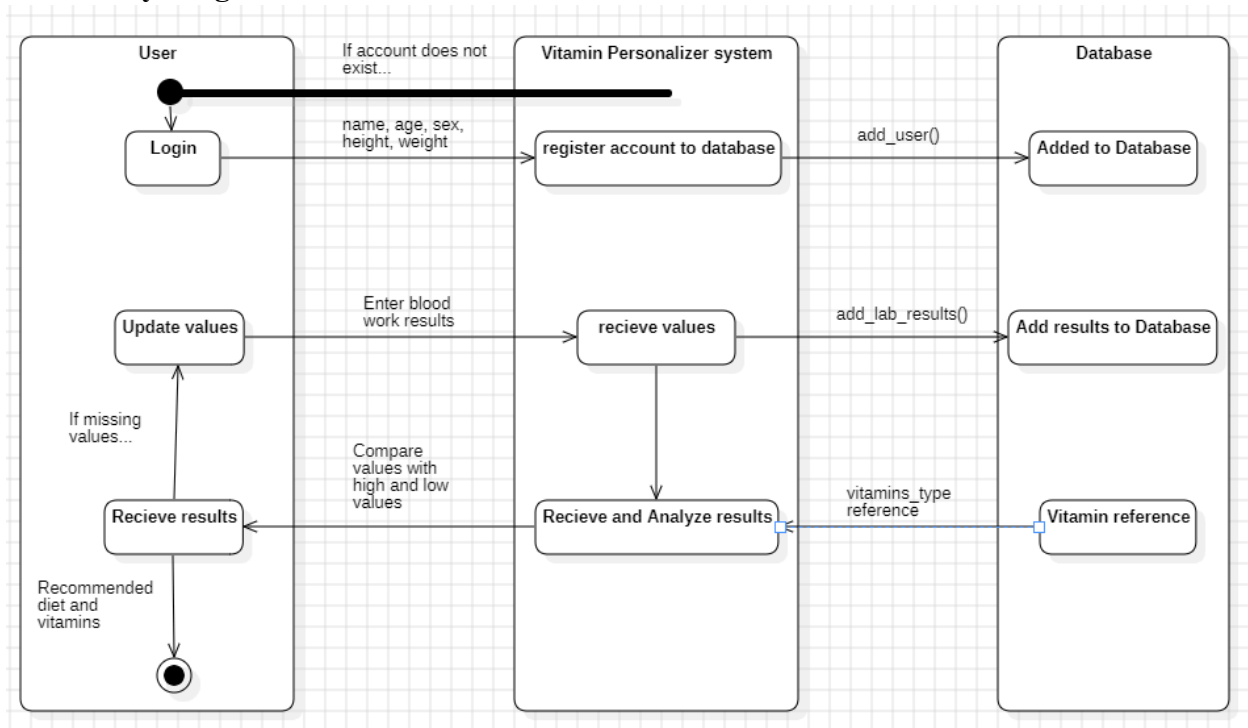 User
If account does not
exist...
Vitamin Personalizer system
Database
Login
name, age, sex,
height, weight
register account to database
add_user()
Added to Database
Update values
Enter blood
work results
recieve values
add_lab_results()
Add results to Database
If missing
values...
Compare
values with
high and low
values
Recieve results
Recieve and Analyze results
vitamins_type
reference
Vitamin reference
Recommended
diet and
vitamins